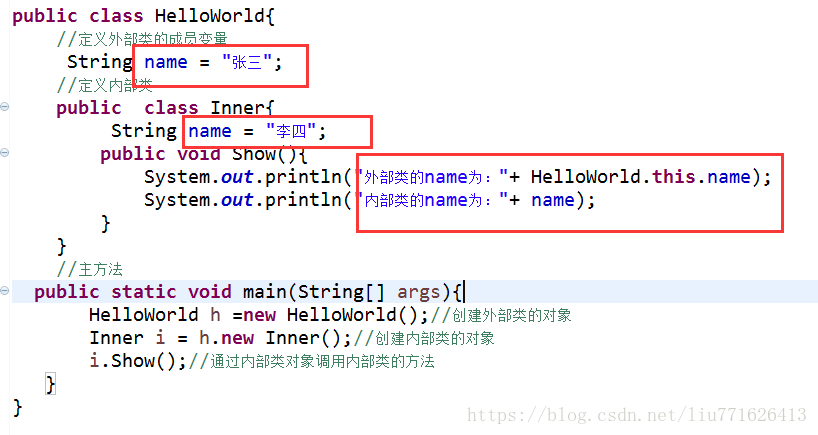 public class HelloWorld{
//定义外部类的成员变量
String name = "张三";
//定义内部类
public class Inner{
String name = "李四";
public void Show(){
System.out.println("外部类的name为："+ HelloWorld.this.name);
System.out.println("内部类的name为："+ name);
}
}
//主方法
public static void main(String[] args){
HelloWorld h =new HelloWorld();//创建外部类的对象
Inner i = h.new Inner();//创建内部类的对象
i.Show();//通过内部类对象调用内部类的方法
}
}
https://blog.csdn.net/liu771626413